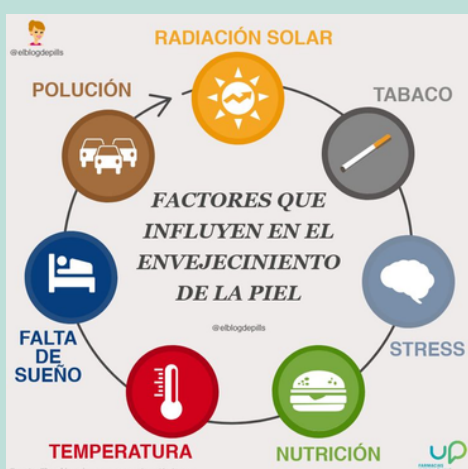 @elblogdepills
RADIACIÓN SOLAR
POLUCIÓN
TABACO
FACTORES QUE
INFLUYEN EN EL
ENVEJECINIENTO
DE LA PIEL
@elblogdepills
FALTA
DE
SUEÑO
STRESS
TEMPERATURA
NUTRICIÓN
up
FARMACIAS